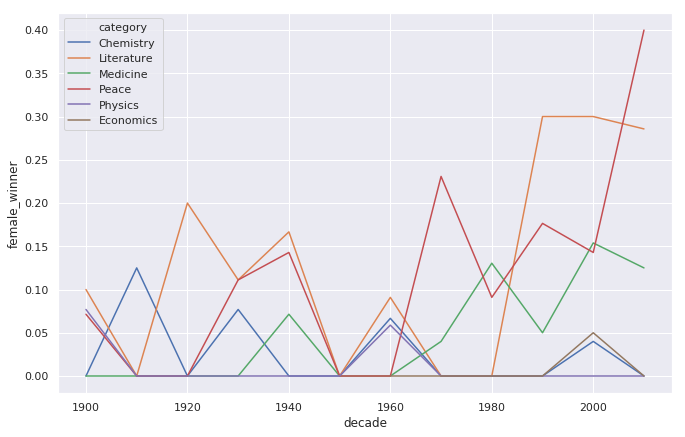 category
Chemistry
Literature
Medicine
Peace
Physics
Economics
0.40
0.35
0.30
0.25
0.20
0.15
0.10
0.05
0.00
female_winner
1900 1920 1940 1960 1980 2000
decade